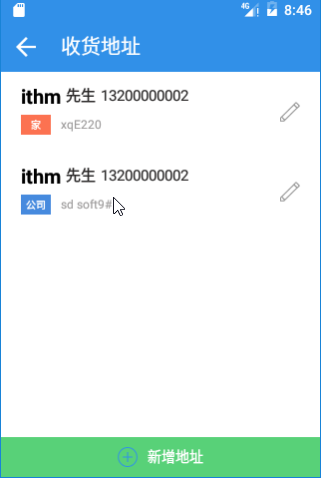 4G 8:46
收货地址
ithm 先生 13200000002
家 xqE220
ithm 先生 13200000002
公司 sd soft9#
新增地址